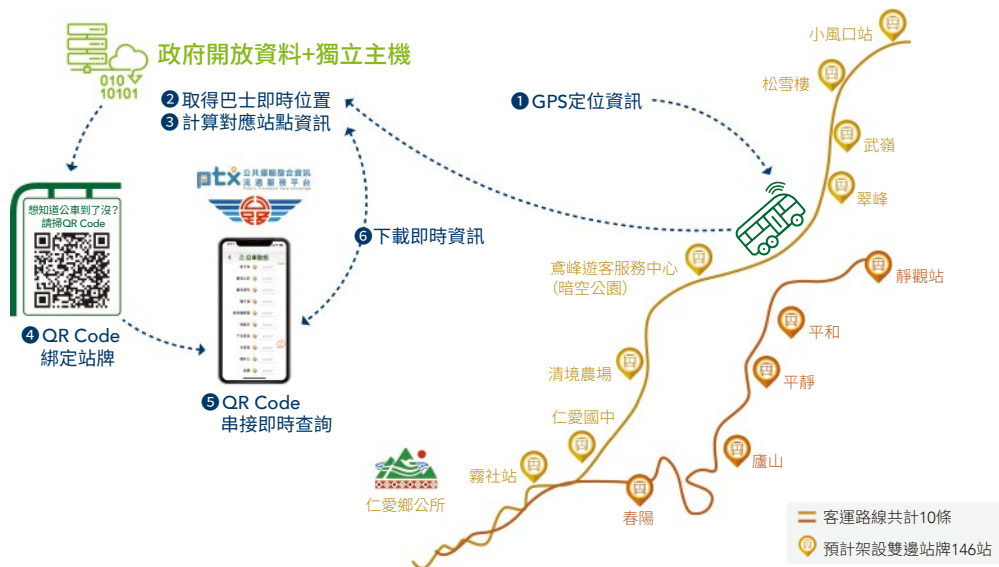 政府開放資料+獨立主機
010
10101
❷取得巴士即時位置
❸計算對應站點資訊
❶GPS定位資訊
ptx 公共運輸整合資訊
流通服務平台
想知道公車到了沒?
請掃QR Code
公車動態
❻下載即時資訊
❹QR Code
綁定站牌
❺QR Code
串接即時查詢
小風口站
松雪樓
武嶺
翠峰
鳶峰遊客服務中心
(暗空公園)
靜觀站
平和
清境農場
平靜
仁愛國中
廬山
霧社站
仁愛鄉公所
春陽
客運路線共計10條
預計架設雙邊站牌146站